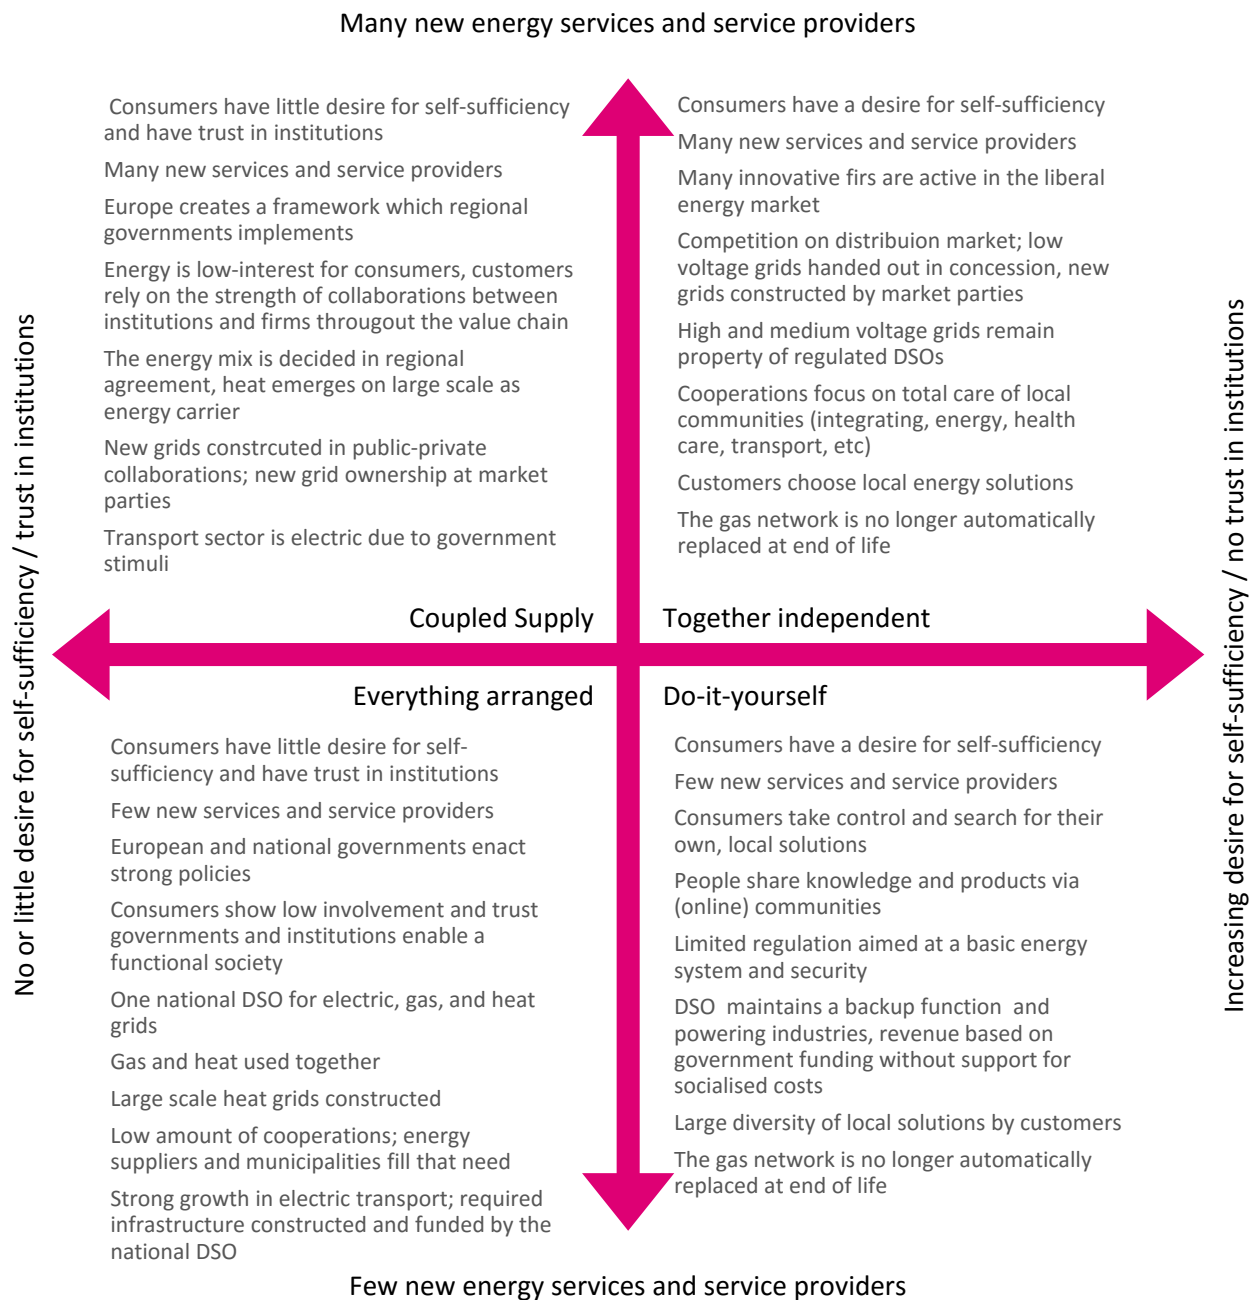 Many new energy services and service providers
Consumers have little desire for self-sufficiency
and have trust in institutions
Many new services and service providers
Europe creates a framework which regional
governments implements
Energy is low-interest for consumers, customers
rely on the strength of collaborations between
institutions and firms througout the value chain
The energy mix is decided in regional
agreement, heat emerges on large scale as
energy carrier
New grids constrcuted in public-private
collaborations; new grid ownership at market
parties
Transport sector is electric due to government
stimuli
Coupled Supply
Consumers have a desire for self-sufficiency
Many new services and service providers
Many innovative firs are active in the liberal
energy market
Competition on distribuion market; low
voltage grids handed out in concession, new
grids constructed by market parties
High and medium voltage grids remain
property of regulated DSOs
Cooperations focus on total care of local
communities (integrating, energy, health
care, transport, etc)
Customers choose local energy solutions
The gas network is no longer automatically
replaced at end of life
Together independent
No or little desire for self-sufficiency / trust in institutions
Increasing desire for self-sufficiency / no trust in institutions
Everything arranged
Consumers have little desire for self-
sufficiency and have trust in institutions
Few new services and service providers
European and national governments enact
strong policies
Consumers show low involvement and trust
governments and institutions enable a
functional society
One national DSO for electric, gas, and heat
grids
Gas and heat used together
Large scale heat grids constructed
Low amount of cooperations; energy
suppliers and municipalities fill that need
Strong growth in electric transport; required
infrastructure constructed and funded by the
national DSO
Do-it-yourself
Consumers have a desire for self-sufficiency
Few new services and service providers
Consumers take control and search for their
own, local solutions
People share knowledge and products via
(online) communities
Limited regulation aimed at a basic energy
system and security
DSO maintains a backup function and
powering industries, revenue based on
government funding without support for
socialised costs
Large diversity of local solutions by customers
The gas network is no longer automatically
replaced at end of life
Few new energy services and service providers